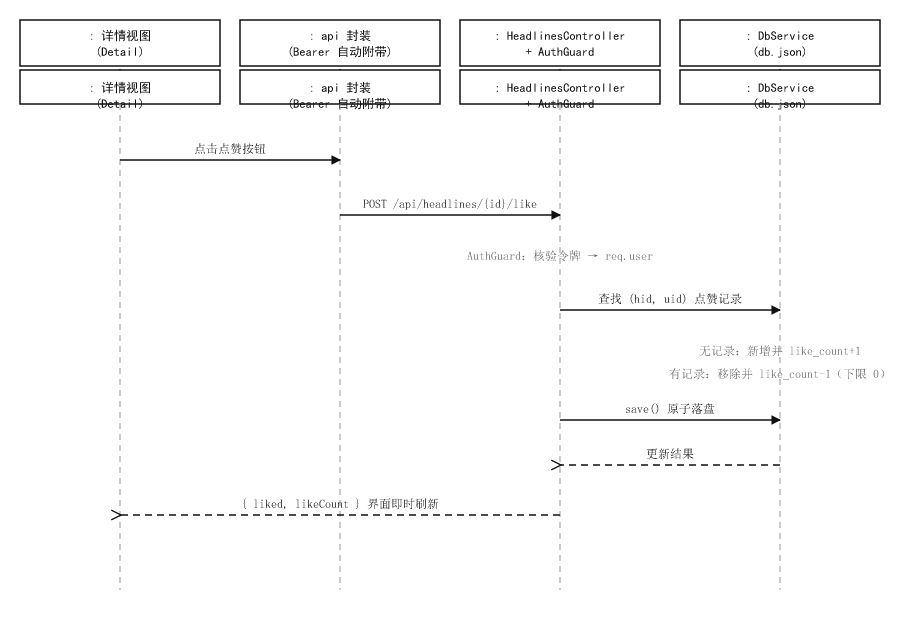 : 详情视图
(Detail)
: api 封装
(Bearer 自动附带)
: HeadlinesController
+ AuthGuard
: DbService
(db.json)
: 详情视图
(Detail)
: api 封装
(Bearer 自动附带)
: HeadlinesController
+ AuthGuard
: DbService
(db.json)
点击点赞按钮
POST /api/headlines/{id}/like
AuthGuard: 核验令牌 → req.user
查找 (hid, uid) 点赞记录
无记录: 新增并 like_count+1
有记录: 移除并 like_count-1 (下限 0)
save() 原子落盘
更新结果
{ liked, likeCount } 界面即时刷新